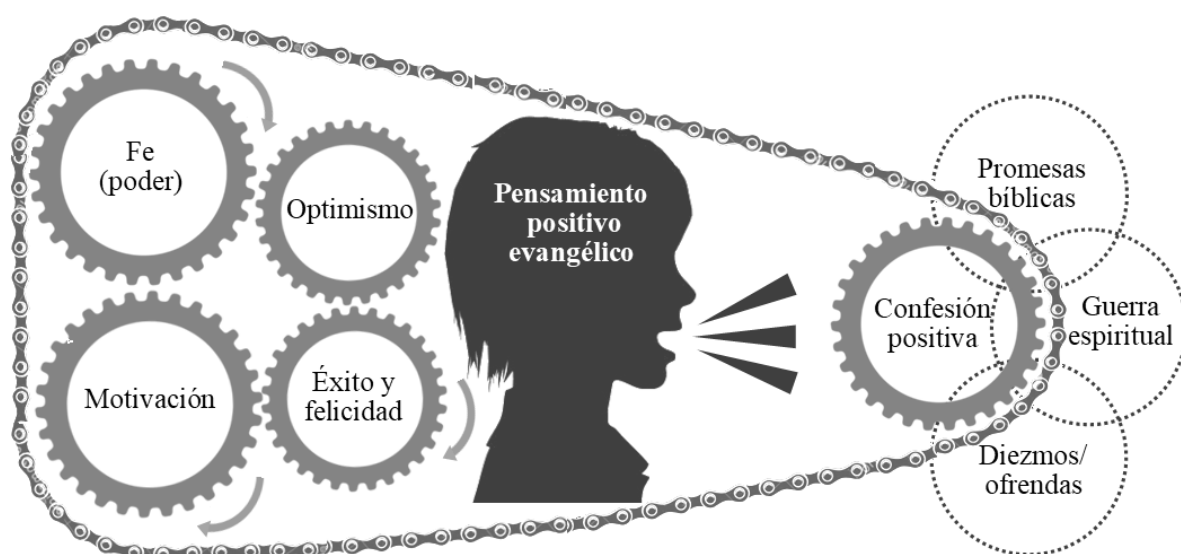 Fe
(poder)
Optimismo
Motivación
Éxito y
felicidad
Pensamiento
positivo
evangélico
Confesión
positiva
Promesas
bíblicas
Guerra
espiritual
Diezmos/
ofrendas